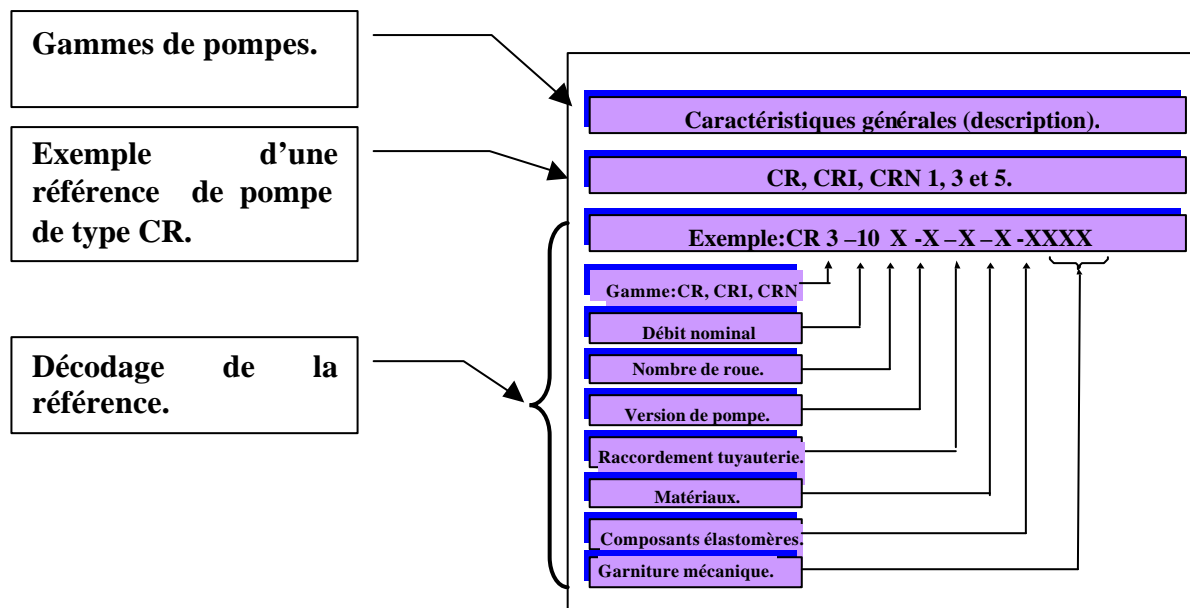 Gammes de pompes.
Exemple d'une
référence de pompe
de type CR.
Décodage de la
référence.
Caractéristiques générales (description).
CR, CRI, CRN 1, 3 et 5.
Exemple:CR 3 –10 X -X –X –X -XXXX
Gamme:CR, CRI, CRN
Débit nominal
Nombre de roue.
Version de pompe.
Raccordement tuyauterie.
Matériaux.
Composants élastomères.
Garniture mécanique.